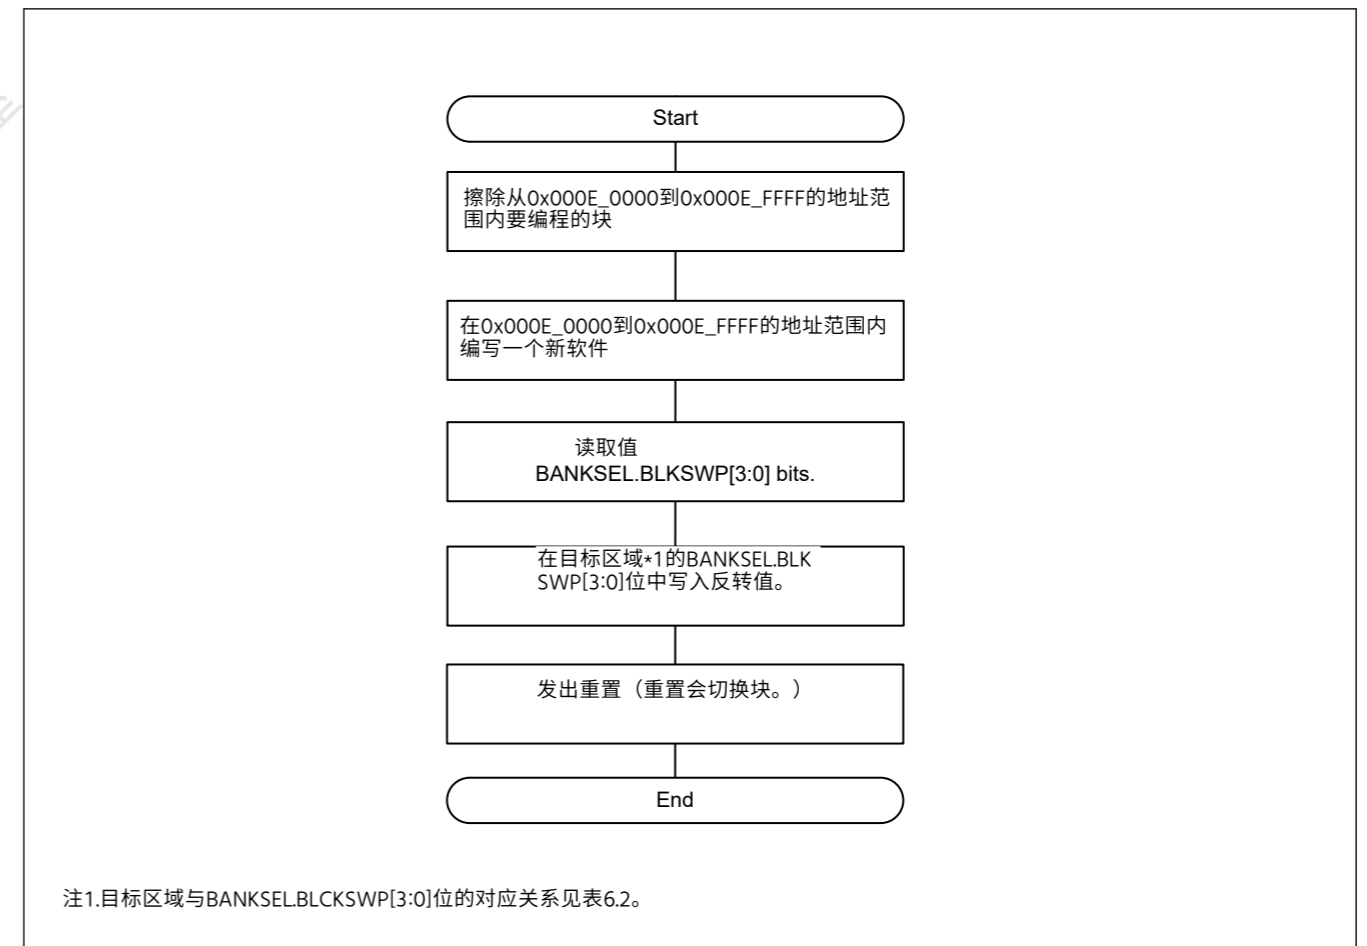 Start
擦除从0x000E_0000到0x000E_FFFF的地址范
围内要编程的块
在0x000E_0000到0x000E_FFFF的地址范围内
编写一个新软件
读取值
BANKSEL.BLKSWP[3:0] bits.
在目标区域*1的BANKSEL.BLK
SWP[3:0]位中写入反转值。
发出重置（重置会切换块。）
End
注1.目标区域与BANKSEL.BLCKSWP[3:0]位的对应关系见表6.2。